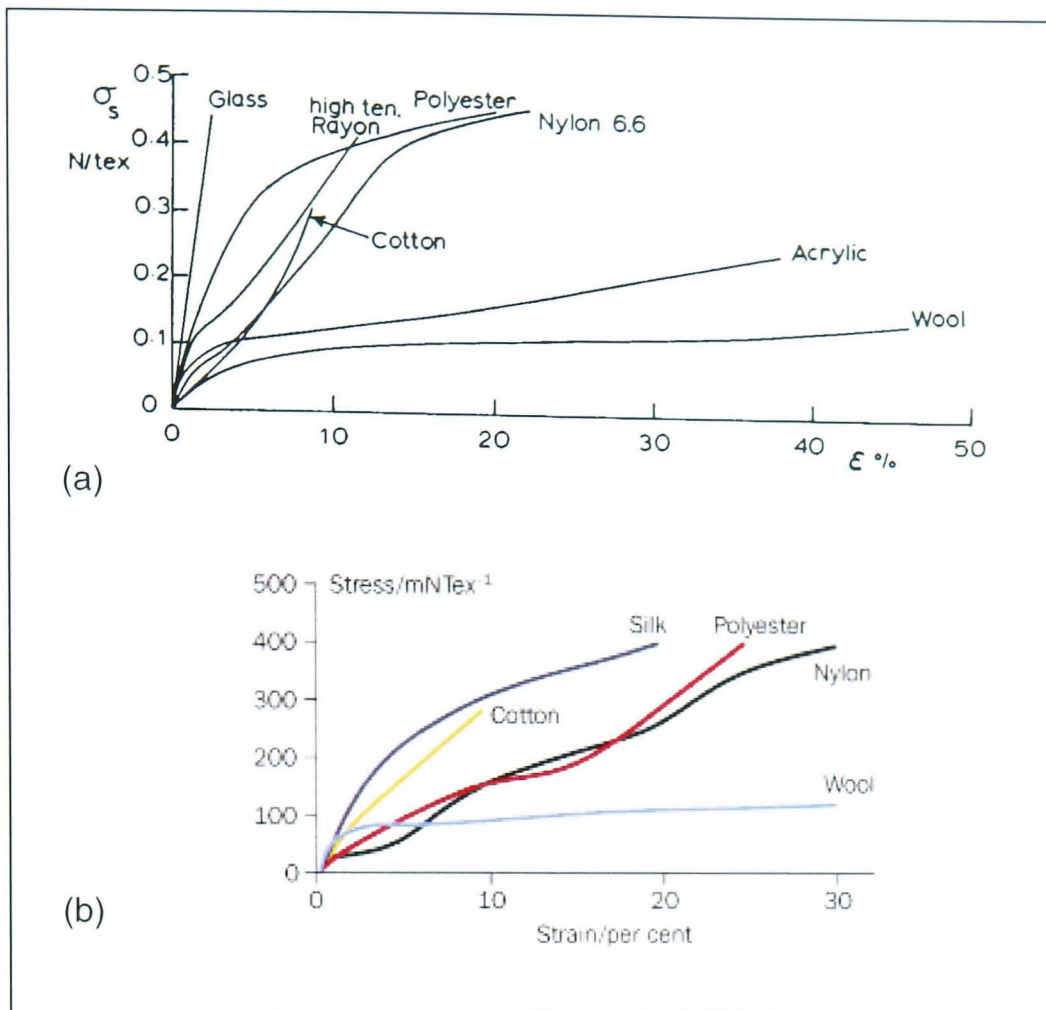 0.5
σs
Glass
high ten.
Rayon
Polyester
0.4
Nylon 6.6
N/tex
0.3
Cotton
0.2
Acrylic
Wool
0.1
0
0 10 20 30 40 50
ε %
(a)
500 Stress/mNTex⁻¹
Silk Polyester
400
Nylon
300
Cotton
200
Wool
100
0
0 10 20 30
(b)
Strain/per cent